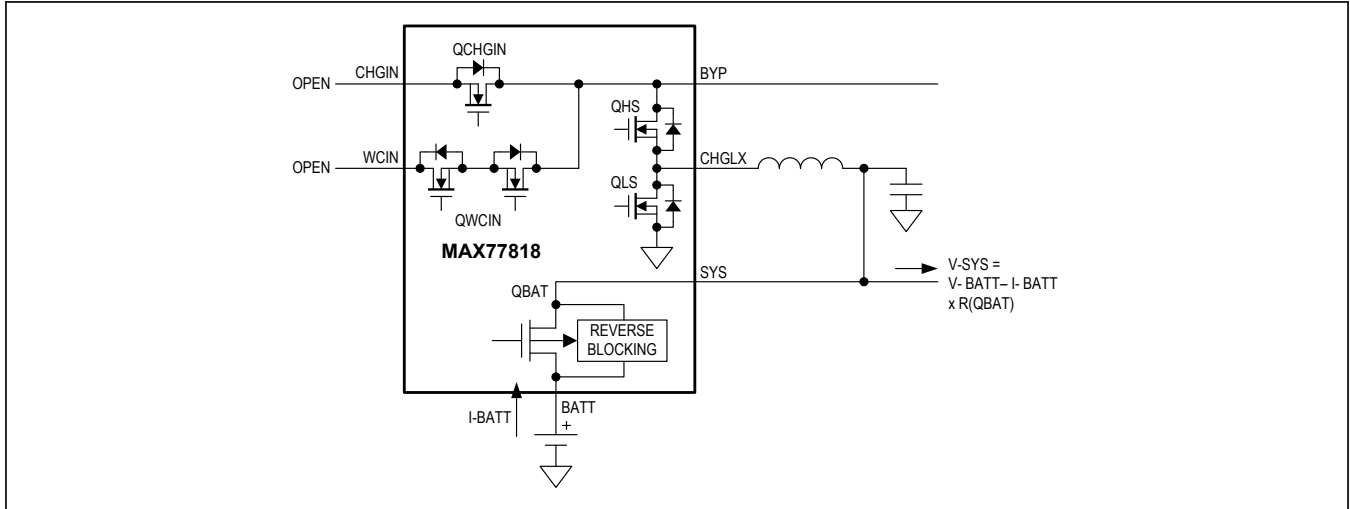 QCHGIN
OPEN
CHGIN
BYP
QHS
OPEN
WCIN
CHGLX
QLS
QWCIN
MAX77818
SYS
V-SYS =
V- BATT– I- BATT
x R(QBAT)
QBAT
REVERSE
BLOCKING
I-BATT
BATT
+